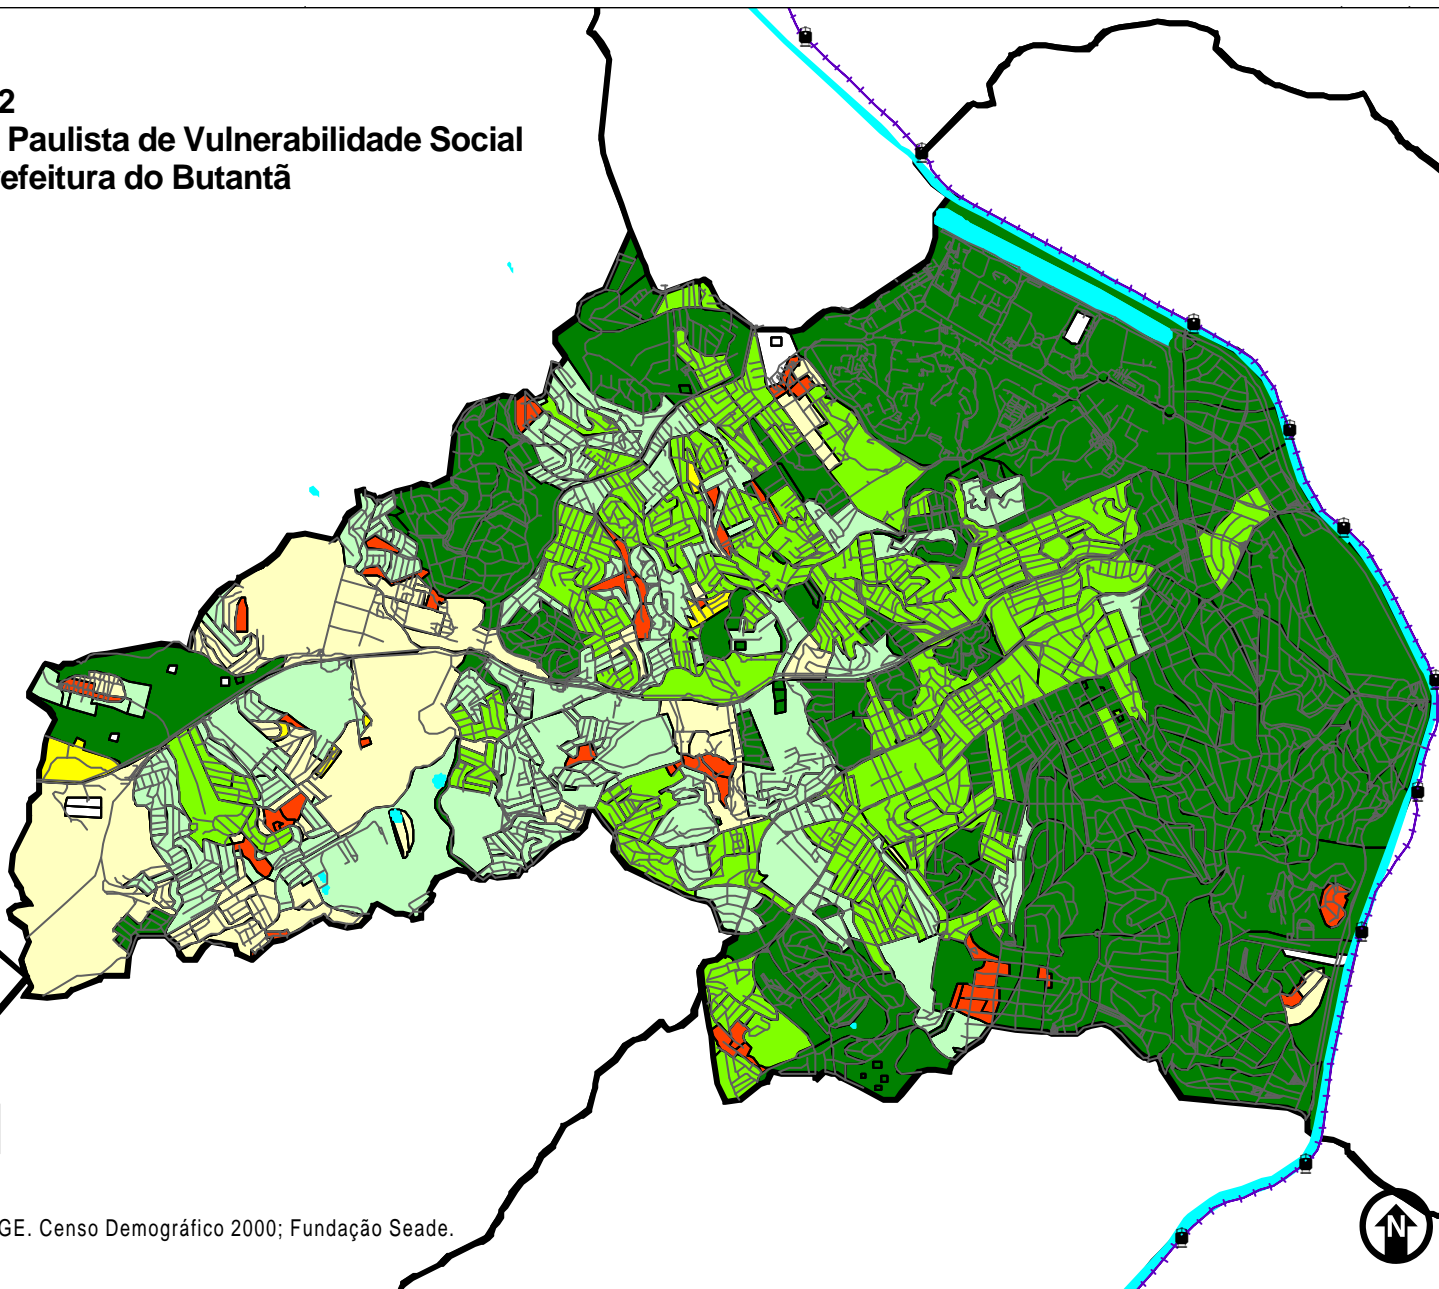 2
Paulista de Vulnerabilidade Social
efeitura do Butantã
GE. Censo Demográfico 2000; Fundação Seade.
N